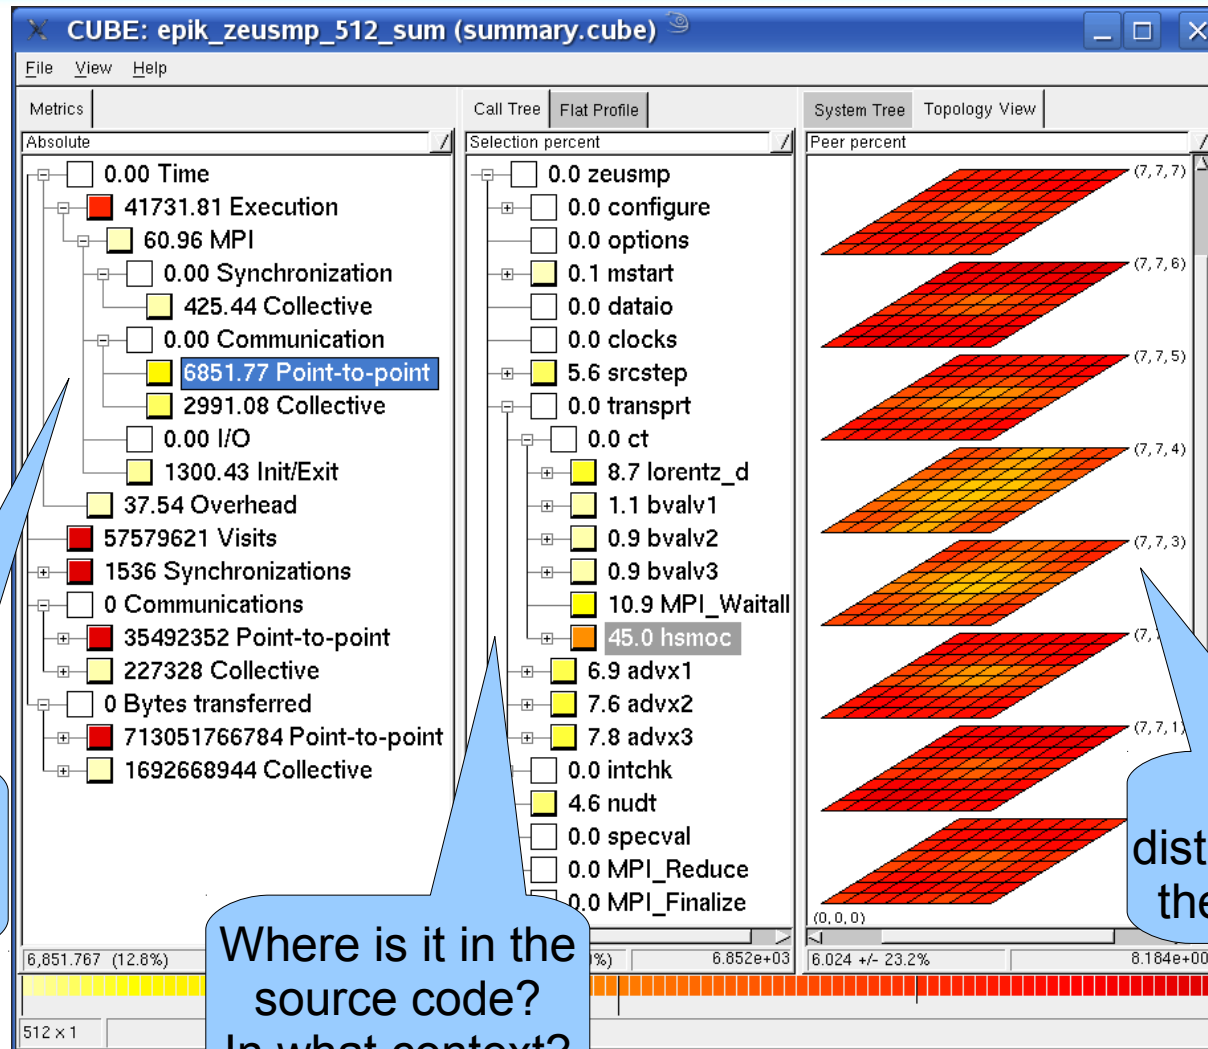 CUBE: epik_zeusmp_512_sum (summary.cube)
File View Help
Metrics
Absolute
0.00 Time
41731.81 Execution
60.96 MPI
0.00 Synchronization
425.44 Collective
0.00 Communication
6851.77 Point-to-point
2991.08 Collective
0.00 I/O
1300.43 Init/Exit
37.54 Overhead
57579621 Visits
1536 Synchronizations
0 Communications
35492352 Point-to-point
227328 Collective
0 Bytes transferred
713051766784 Point-to-point
1692668944 Collective
6,851.767 (12.8%)
Call Tree Flat Profile
Selection percent
0.0 zeusmp
0.0 configure
0.0 options
0.1 mstart
0.0 dataio
0.0 clocks
5.6 srcstep
0.0 transprt
0.0 ct
8.7 lorentz_d
1.1 bvalv1
0.9 bvalv2
0.9 bvalv3
10.9 MPI_Waitall
45.0 hsmoc
6.9 advx1
7.6 advx2
7.8 advx3
0.0 intchk
4.6 nudt
0.0 specval
0.0 MPI_Reduce
0.0 MPI_Finalize
%) 6.852e+03
Where is it in the
source code?
In what context?
System Tree Topology View
Peer percent
(7, 7, 7)
(7, 7, 6)
(7, 7, 5)
(7, 7, 4)
(7, 7, 3)
(7,
(7, 7, 1)
(0, 0, 0)
dist
the
6.024 +/- 23.2% 8.184e+00
512 x 1